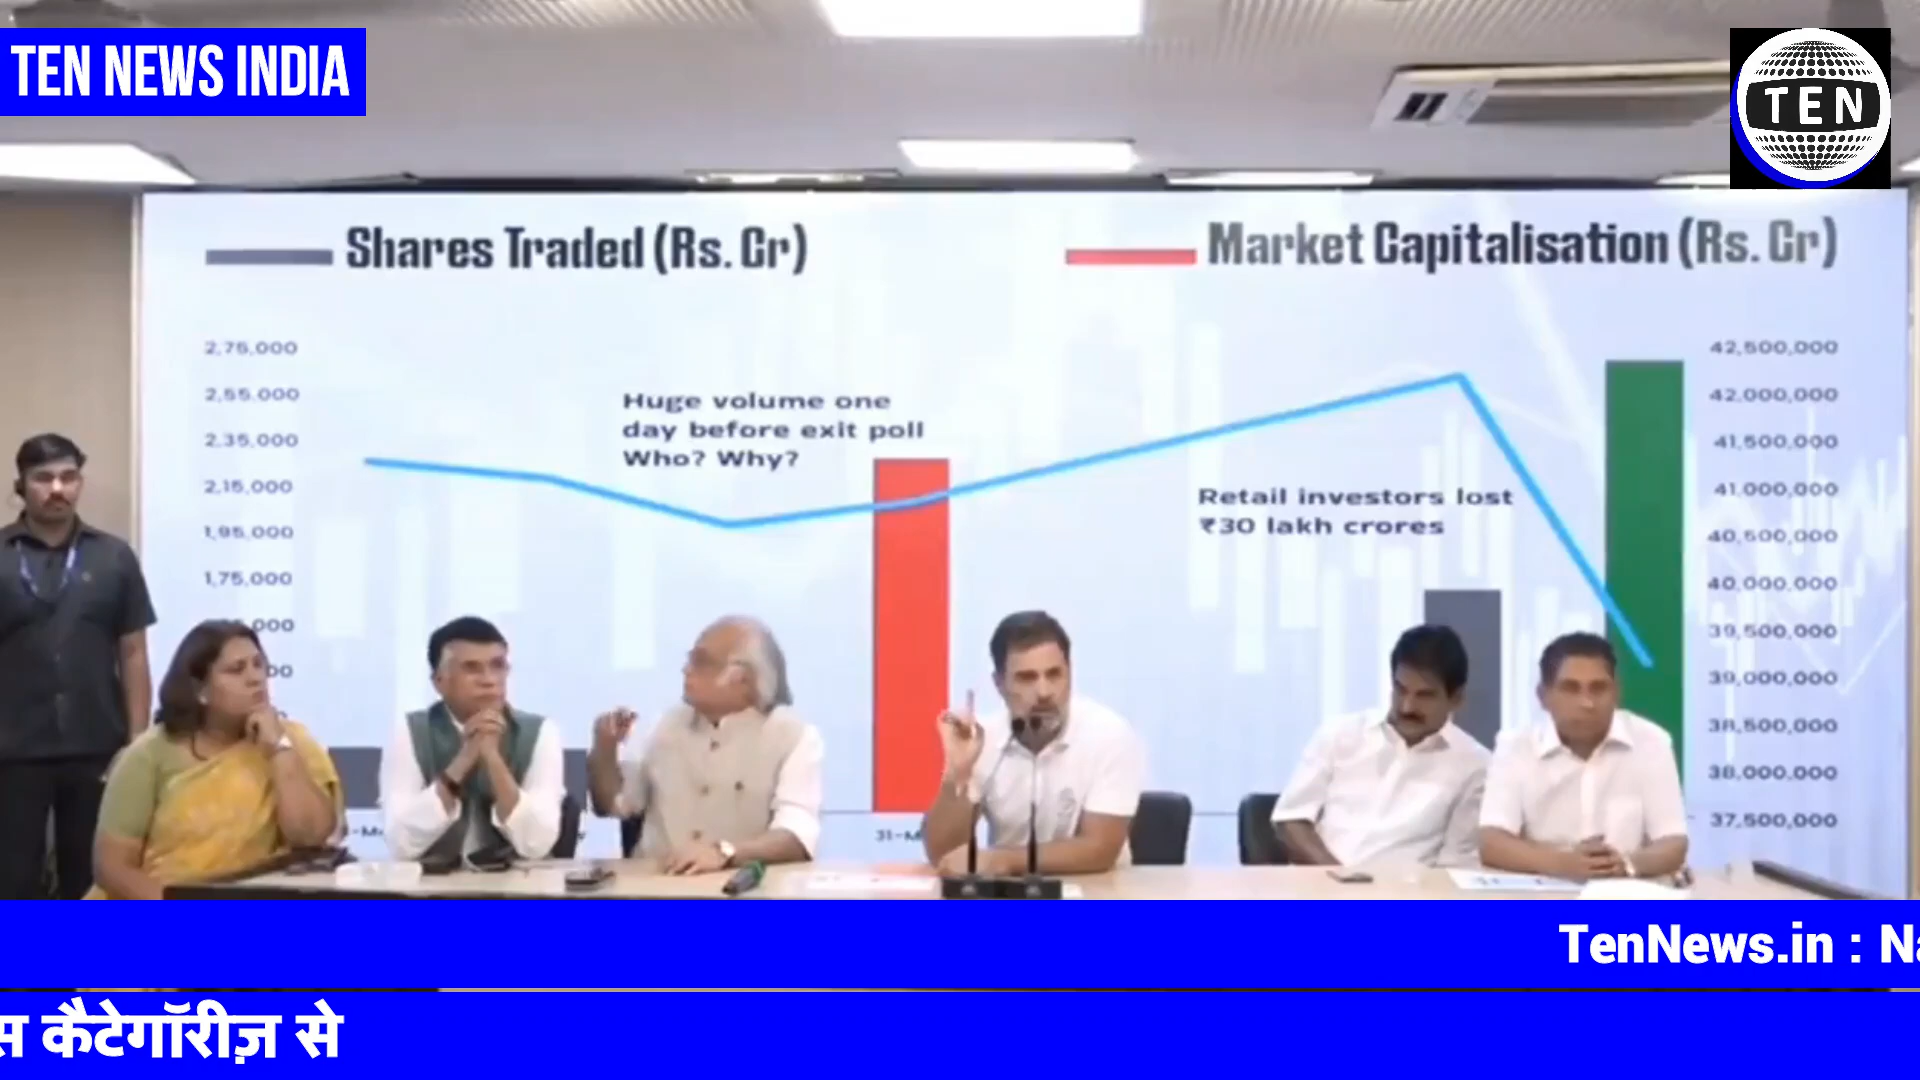 TEN NEWS INDIA
TEN
Shares Traded (Rs. Cr)
Market Capitalisation (Rs. Cr)
2,75,000
2,55,000
2,35,000
2,15,000
1,95,000
1,75,000
Huge volume one
day before exit poll
Who? Why?
Retail investors lost
₹30 lakh crores
42,500,000
42,000,000
41,500,000
41,000,000
40,500,000
40,000,000
39,500,000
39,000,000
38,500,000
38,000,000
37,500,000
TenNews.in :
कैटेगॉरीज़ से